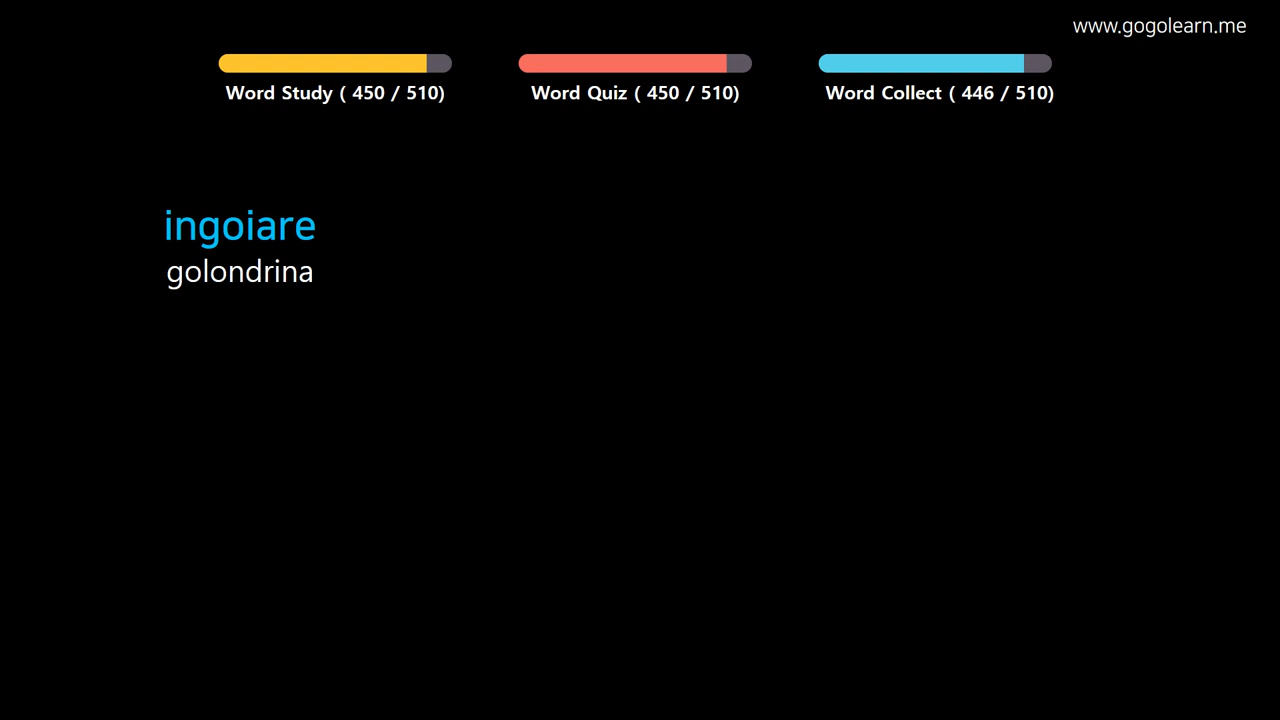 www.gogolearn.me
Word Study ( 450 / 510)
Word Quiz ( 450 / 510)
Word Collect ( 446 / 510)
ingoiare
golondrina